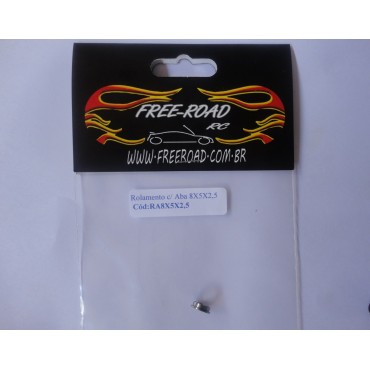 FREE-ROAD
RC
WWW.FREEROAD.COM.BR
Rolamento c/ Aba 8X5X2,5
Cód:RA8X5X2,5